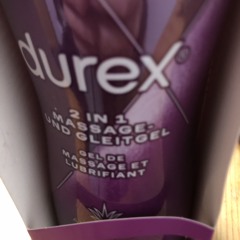 durex
2 IN 1
MASSAGE-
UND GLEITGEL
GEL DE
MASSAGE ET
LUBRIFIANT